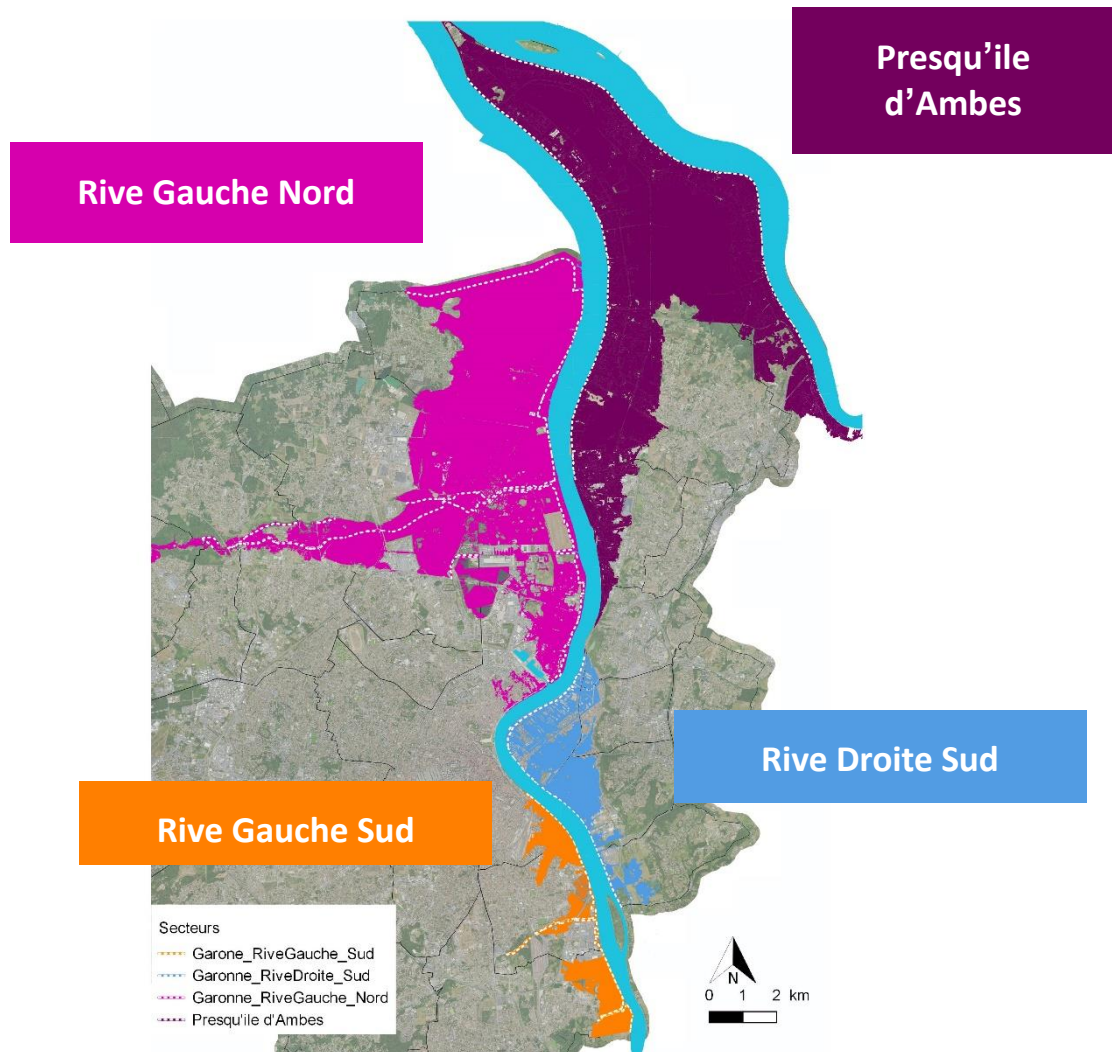 Presqu’ile
d’Ambes
Rive Gauche Nord
Rive Droite Sud
Rive Gauche Sud
Secteurs
Garone_RiveGauche_Sud
Garonne_RiveDroite_Sud
Garonne_RiveGauche_Nord
Presqu'ile d'Ambes
N
0 1 2 km